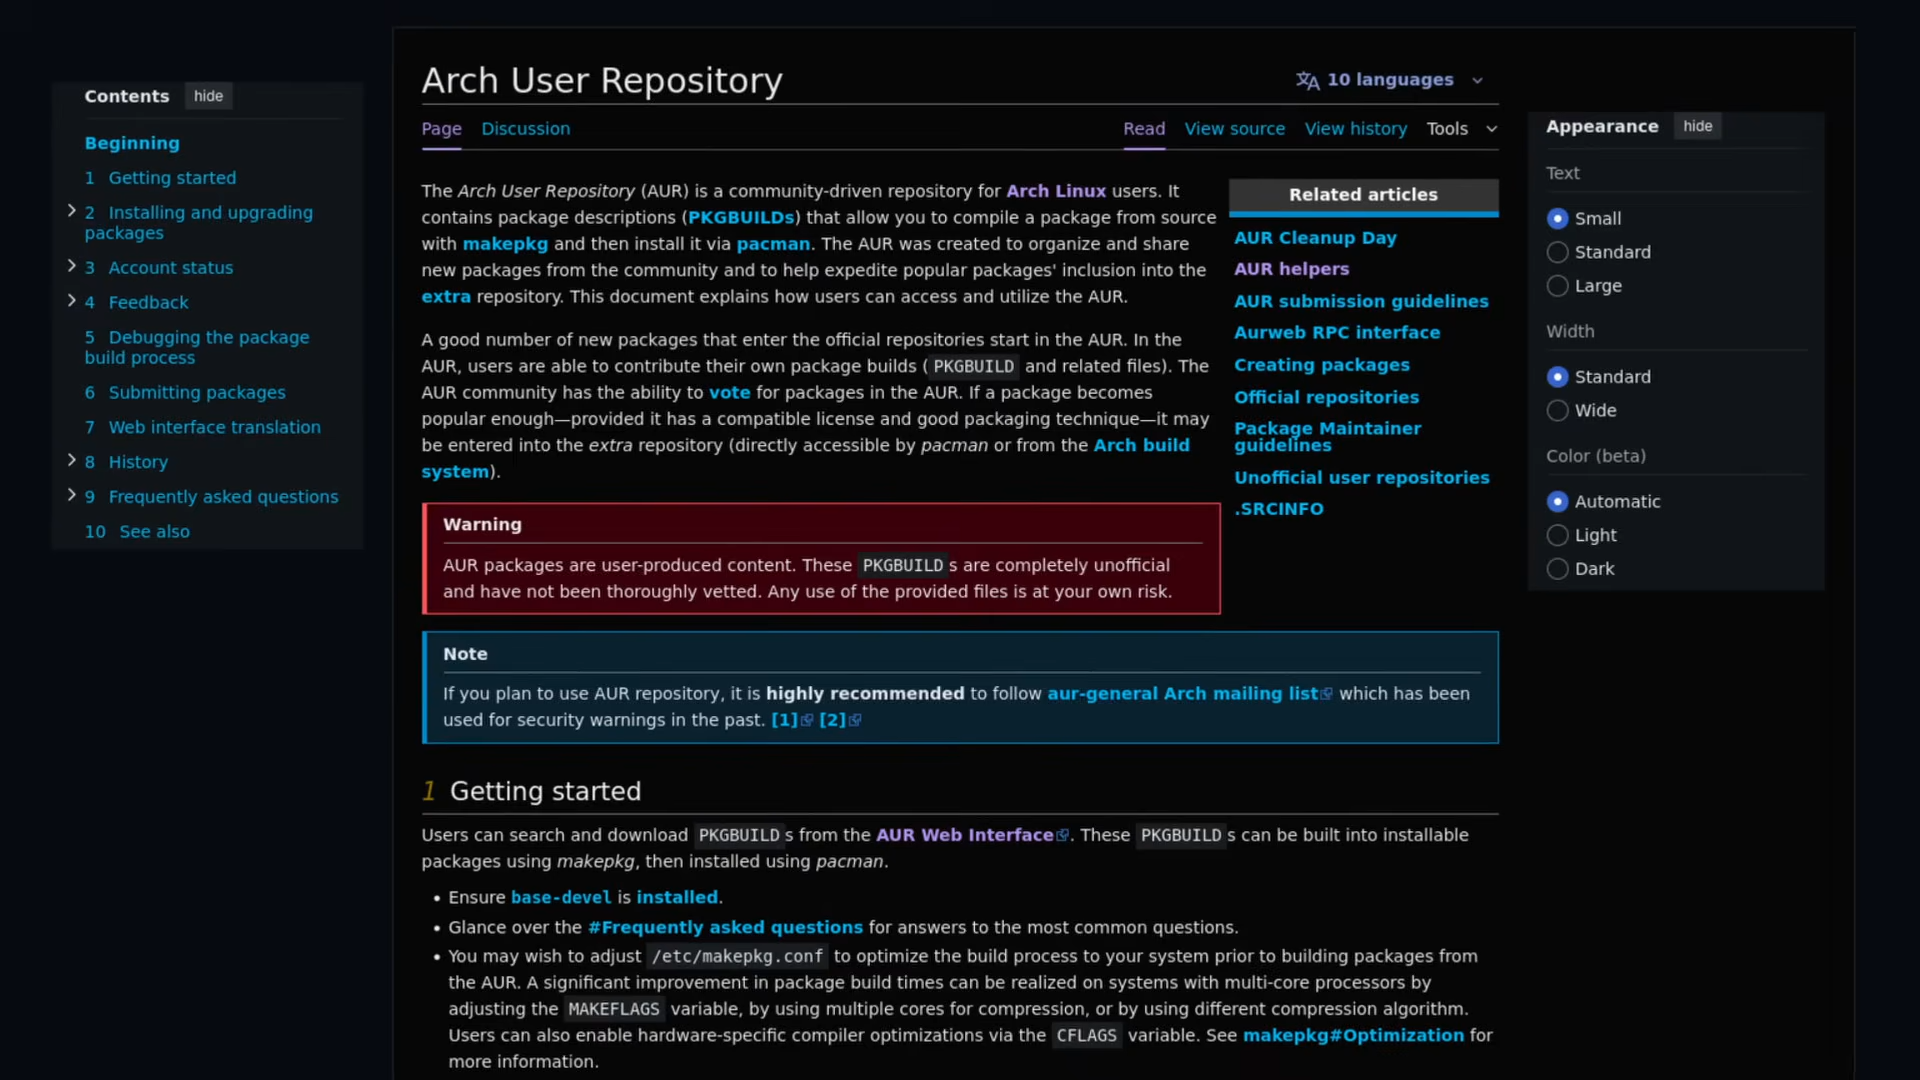 Contents hide
Beginning
1 Getting started
2 Installing and upgrading
packages
3 Account status
4 Feedback
5 Debugging the package
build process
6 Submitting packages
7 Web interface translation
8 History
9 Frequently asked questions
10 See also
Arch User Repository
10 languages
Page Discussion
Read View source View history Tools
The Arch User Repository (AUR) is a community-driven repository for Arch Linux users. It
contains package descriptions (PKGBUILDs) that allow you to compile a package from source
with makepkg and then install it via pacman. The AUR was created to organize and share
new packages from the community and to help expedite popular packages' inclusion into the
extra repository. This document explains how users can access and utilize the AUR.
A good number of new packages that enter the official repositories start in the AUR. In the
AUR, users are able to contribute their own package builds (PKGBUILD and related files). The
AUR community has the ability to vote for packages in the AUR. If a package becomes
popular enough—provided it has a compatible license and good packaging technique—it may
be entered into the extra repository (directly accessible by pacman or from the Arch build
system).
Warning
AUR packages are user-produced content. These PKGBUILDs are completely unofficial
and have not been thoroughly vetted. Any use of the provided files is at your own risk.
Related articles
AUR Cleanup Day
AUR helpers
AUR submission guidelines
Aurweb RPC interface
Creating packages
Official repositories
Package Maintainer
guidelines
Unofficial user repositories
.SRCINFO
Note
If you plan to use AUR repository, it is highly recommended to follow aur-general Arch mailing list which has been
used for security warnings in the past. [1] [2]
1 Getting started
Users can search and download PKGBUILDs from the AUR Web Interface. These PKGBUILDs can be built into installable
packages using makepkg, then installed using pacman.
• Ensure base-devel is installed.
• Glance over the #Frequently asked questions for answers to the most common questions.
• You may wish to adjust /etc/makepkg.conf to optimize the build process to your system prior to building packages from
the AUR. A significant improvement in package build times can be realized on systems with multi-core processors by
adjusting the MAKEFLAGS variable, by using multiple cores for compression, or by using different compression algorithm.
Users can also enable hardware-specific compiler optimizations via the CFLAGS variable. See makepkg#Optimization for
more information.
Appearance hide
Text
Small
Standard
Large
Width
Standard
Wide
Color (beta)
Automatic
Light
Dark